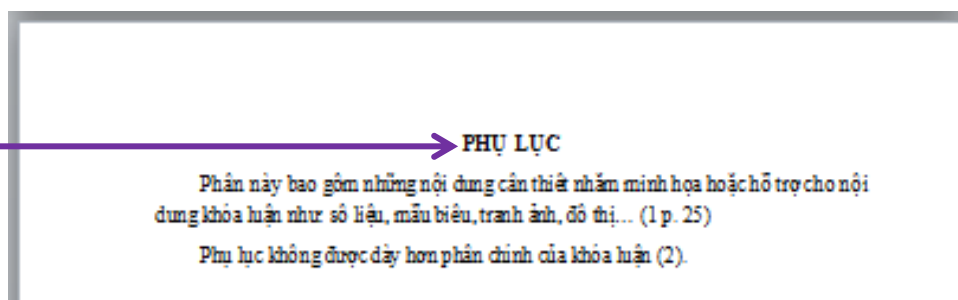 PHỤ LỤC
Phần này bao gồm những nội dung cần thiết nhằm minh họa hoặc hỗ trợ cho nội
dung khóa luận như số liệu, mẫu biểu, tranh ảnh, đồ thị… (1 p. 25)
Phụ lục không được dày hơn phần chính của khóa luận (2).